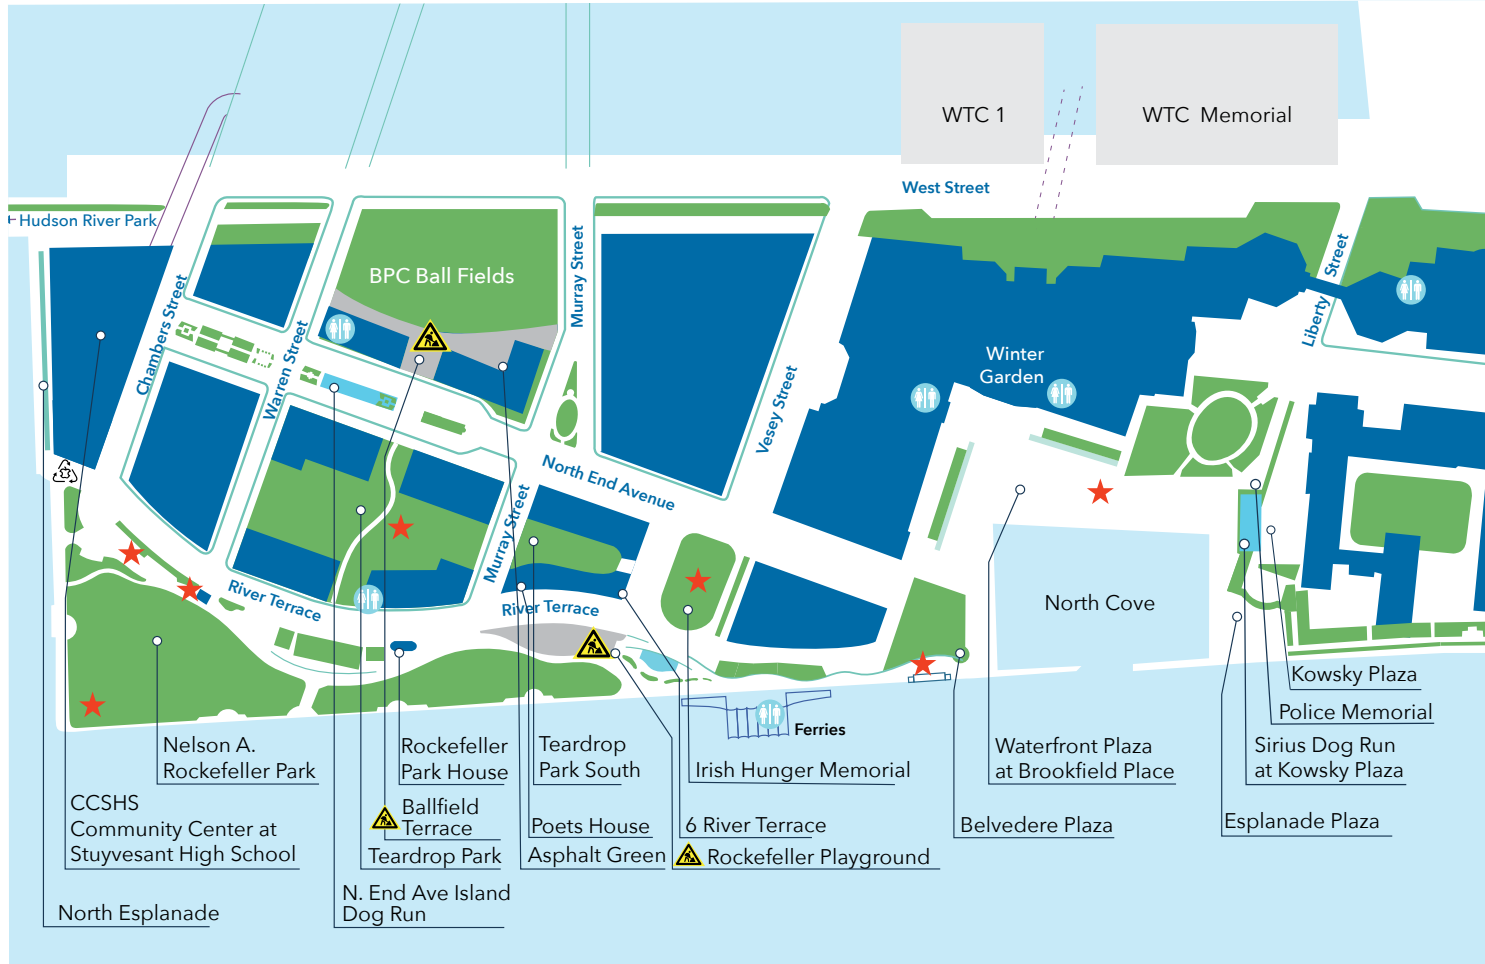 WTC 1
WTC Memorial
West Street
Hudson River Park
BPC Ball Fields
Murray Street
Chambers Street
Warren Street
Liberty Street
Winter
Garden
Vesey Street
North End Avenue
Murray Street
River Terrace
River Terrace
North Cove
Ferries
Kowsky Plaza
Police Memorial
Sirius Dog Run
at Kowsky Plaza
Esplanade Plaza
Waterfront Plaza
at Brookfield Place
Belvedere Plaza
Irish Hunger Memorial
6 River Terrace
Rockefeller Playground
Teardrop
Park South
Poets House
Asphalt Green
Rockefeller
Park House
Ballfield
Terrace
Teardrop Park
N. End Ave Island
Dog Run
Nelson A.
Rockefeller Park
CCSHS
Community Center at
Stuyvesant High School
North Esplanade